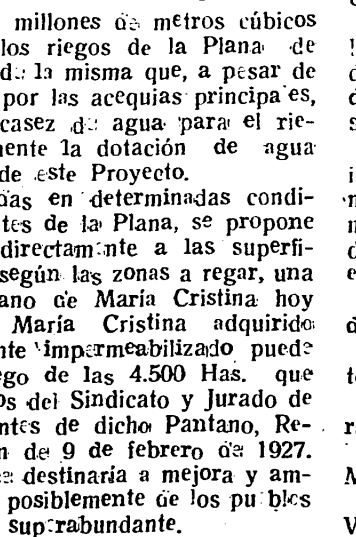 millones de metros cúbicos
los riegos de la Plana de
de la misma que, a pesar de
por las acequias principales,
casez de agua para el rie-
mente la dotación de agua
de este Proyecto.
das en determinadas condi-
tes de la Plana, se propone
directamente a las superfi-
según las zonas a regar, una
ano de María Cristina hoy
María Cristina adquirido
nte impermeabilizado puede
ego de las 4.500 Has. que
os del Sindicato y Jurado de
ntes de dicho Pantano, Re-
n de 9 de febrero de 1927.
destinaría a mejora y am-
posiblemente de los pueblos
superabundante.